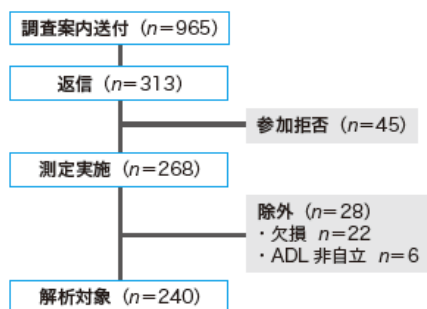 調査案内送付（n＝965）
返信（n＝313）
参加拒否（n＝45）
測定実施（n＝268）
除外（n＝28）
・欠損 n＝22
・ADL 非自立 n＝6
解析対象（n＝240）